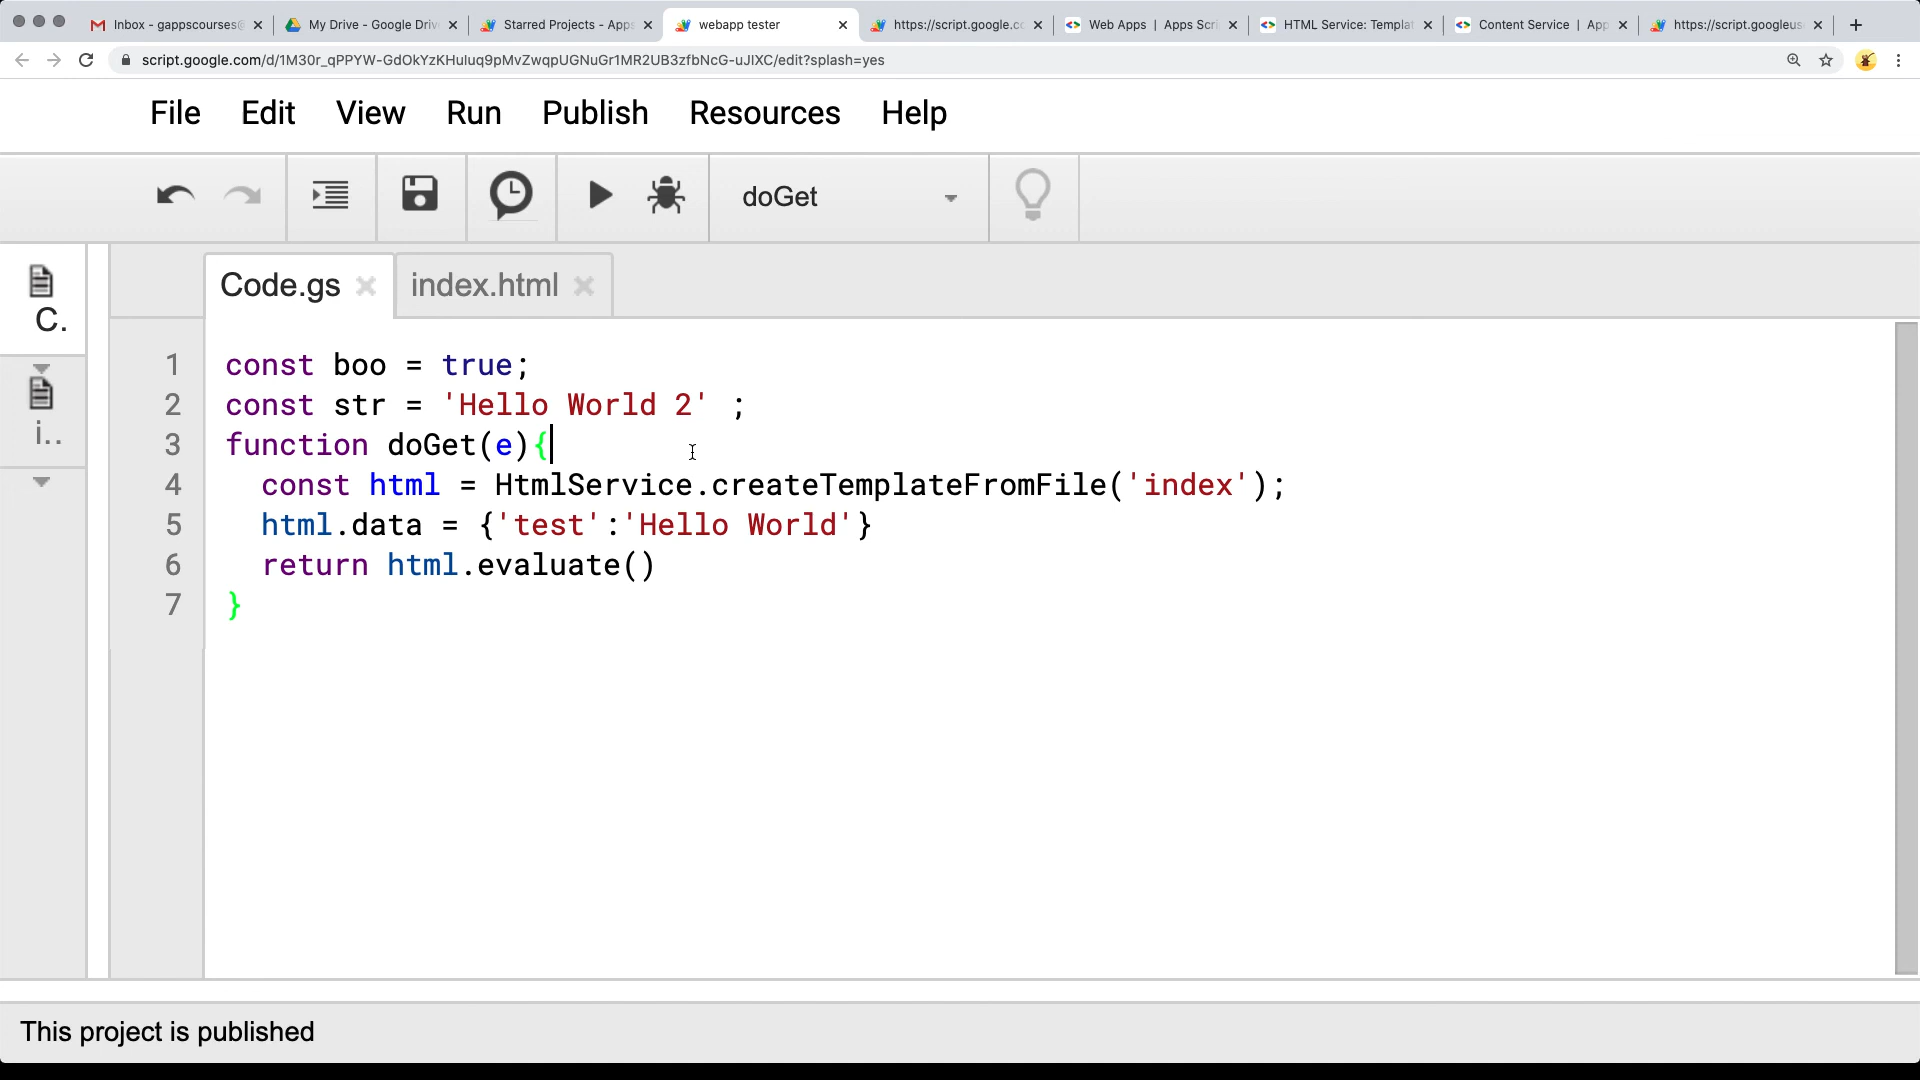 Inbox - gappscourses@
My Drive - Google Driv
Starred Projects - Apps
webapp tester
https://script.google.co
Web Apps | Apps Scri
HTML Service: Templat
Content Service | App
https://script.googleus
script.google.com/d/1M30r_qPPYW-GdOkYzKHuluq9pMvZwqpUGNuGr1MR2UB3zfbNcG-uJIXC/edit?splash=yes
File Edit View Run Publish Resources Help
doGet
Code.gs
index.html
C.
i..
1 const boo = true;
2 const str = 'Hello World 2' ;
3 function doGet(e){
4 const html = HtmlService.createTemplateFromFile('index');
5 html.data = {'test':'Hello World'}
6 return html.evaluate()
7 }
This project is published